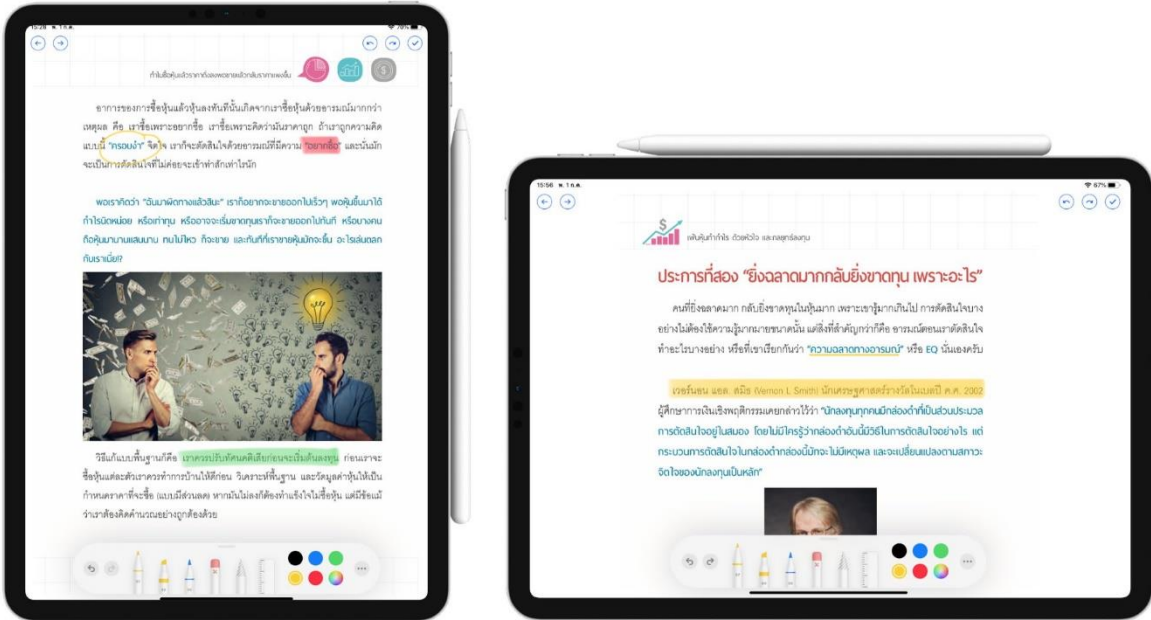 15:29 พ. 1 ก.ค.
79%
ทำไมซื้อหุ้นแล้วราคาดิ่งลงพอขายแล้วกลับราคาแพงขึ้น
อาการของการซื้อหุ้นแล้วหุ้นลงทันทีนั้นเกิดจากเราซื้อหุ้นด้วยอารมณ์มากกว่า
เหตุผล คือ เราซื้อเพราะอยากซื้อ เราซื้อเพราะคิดว่ามันราคาถูก ถ้าเราถูกความคิด
แบบนี้ "ครอบงำ" จิตใจ เราก็จะตัดสินใจด้วยอารมณ์ที่มีความ "อยากซื้อ" และนั่นมัก
จะเป็นการตัดสินใจที่ไม่ค่อยจะเข้าท่าสักเท่าไรนัก
พอเราคิดว่า "ฉันมาผิดทางแล้วสินะ" เราก็อยากจะขายออกไปเร็วๆ พอหุ้นขึ้นมาได้
กำไรนิดหน่อย หรือเท่าทุน หรืออาจจะเริ่มขาดทุนเราก็จะขายออกไปทันที หรือบางคน
ถือหุ้นมานานแสนนาน ทนไม่ไหว ก็จะขาย และทันทีที่เราขายหุ้นมักจะขึ้น อะไรเล่นตลก
กับเราเนี่ย!?
วิธีแก้แบบพื้นฐานก็คือ เราควรปรับทัศนคติเสียก่อนจะเริ่มต้นลงทุน ก่อนเราจะ
ซื้อหุ้นแต่ละตัวเราควรทำการบ้านให้ดีก่อน วิเคราะห์พื้นฐาน และวัดมูลค่าหุ้นให้เป็น
กำหนดราคาที่จะซื้อ (แบบมีส่วนลด) หากมันไม่ลงก็ต้องทำแข็งใจไม่ซื้อหุ้น แต่มีข้อแม้
ว่าเราต้องคิดคำนวณอย่างถูกต้องด้วย
15:56 พ. 1 ก.ค.
67%
เฟ้นหุ้นทำกำไร ด้วยหัวใจ และกลยุทธ์ลงทุน
ประการที่สอง "ยิ่งฉลาดมากกลับยิ่งขาดทุน เพราะอะไร"
คนที่ยิ่งฉลาดมาก กลับยิ่งขาดทุนในหุ้นมาก เพราะเขารู้มากเกินไป การตัดสินใจบาง
อย่างไม่ต้องใช้ความรู้มากมายขนาดนั้น แต่สิ่งที่สำคัญกว่าก็คือ อารมณ์ตอนเราตัดสินใจ
ทำอะไรบางอย่าง หรือที่เขาเรียกกันว่า "ความฉลาดทางอารมณ์" หรือ EQ นั่นเองครับ
เวอร์นอน แอล. สมิธ (Vernon L. Smith) นักเศรษฐศาสตร์รางวัลโนเบลปี ค.ศ. 2002
ผู้ศึกษาการเงินเชิงพฤติกรรมเคยกล่าวไว้ว่า "นักลงทุนทุกคนมีกล่องดำที่เป็นส่วนประมวล
การตัดสินใจอยู่ในสมอง โดยไม่มีใครรู้ว่ากล่องดำอันนี้มีวิธีในการตัดสินใจอย่างไร แต่
กระบวนการตัดสินใจในกล่องดำกล่องนี้มักจะไม่มีเหตุผล และจะเปลี่ยนแปลงตามสภาวะ
จิตใจของนักลงทุนเป็นหลัก"